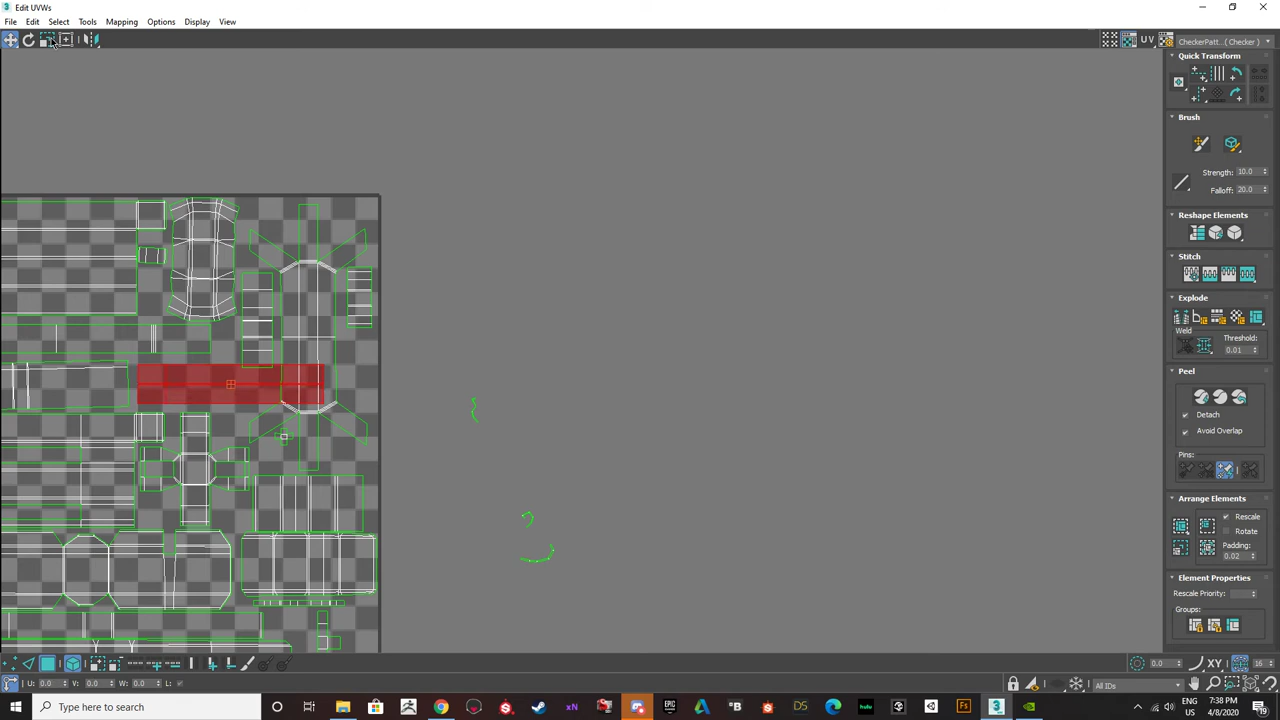 Edit UVWs
File Edit Select Tools Mapping Options Display View
UV CheckerPatt...( Checker )
Quick Transform
Brush
Strength: 10.0
Falloff: 20.0
Reshape Elements
Stitch
Explode
Weld Threshold:
0.01
Peel
Detach
Avoid Overlap
Pins:
Arrange Elements
Rescale
Rotate
Padding:
0.02
Element Properties
Rescale Priority:
Groups:
0.0 XY 16
U: 0.0 V: 0.0 W: 0.0 L: All IDs
Type here to search
ENG 7:38 PM
US 4/8/2020